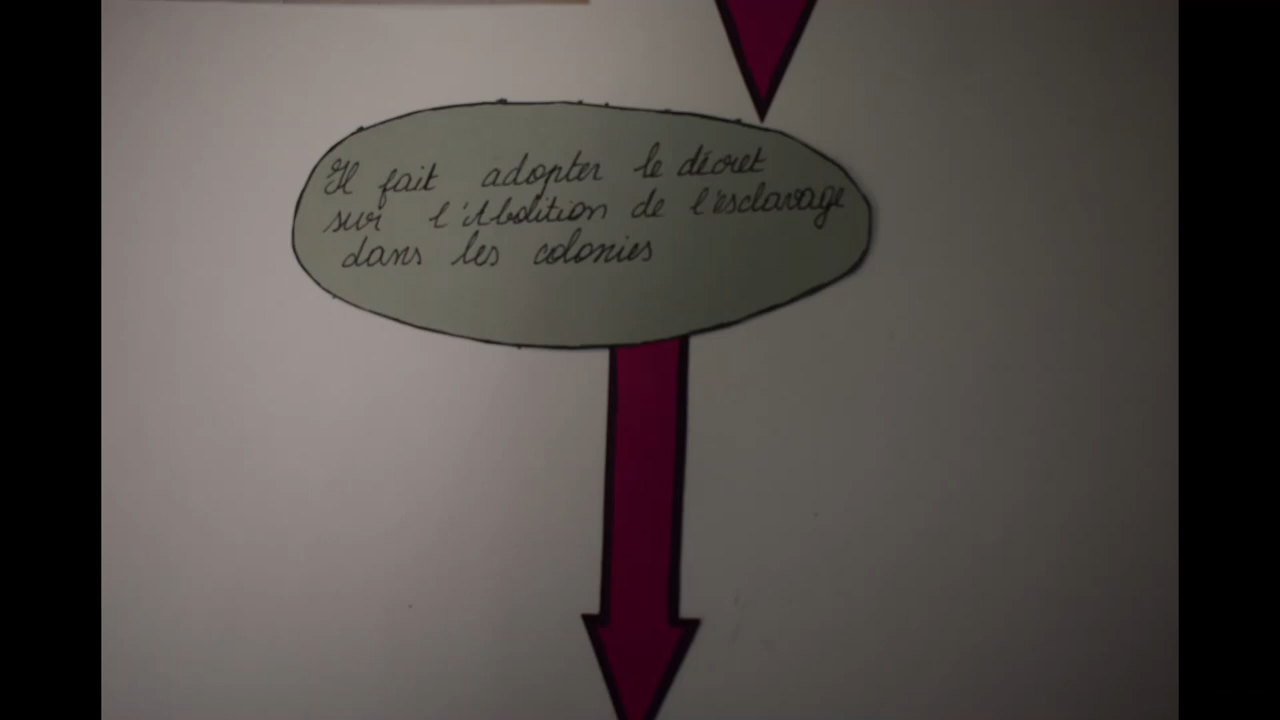 Il fait adopter le décret
sur l'Abolition de l'esclavage
dans les colonies